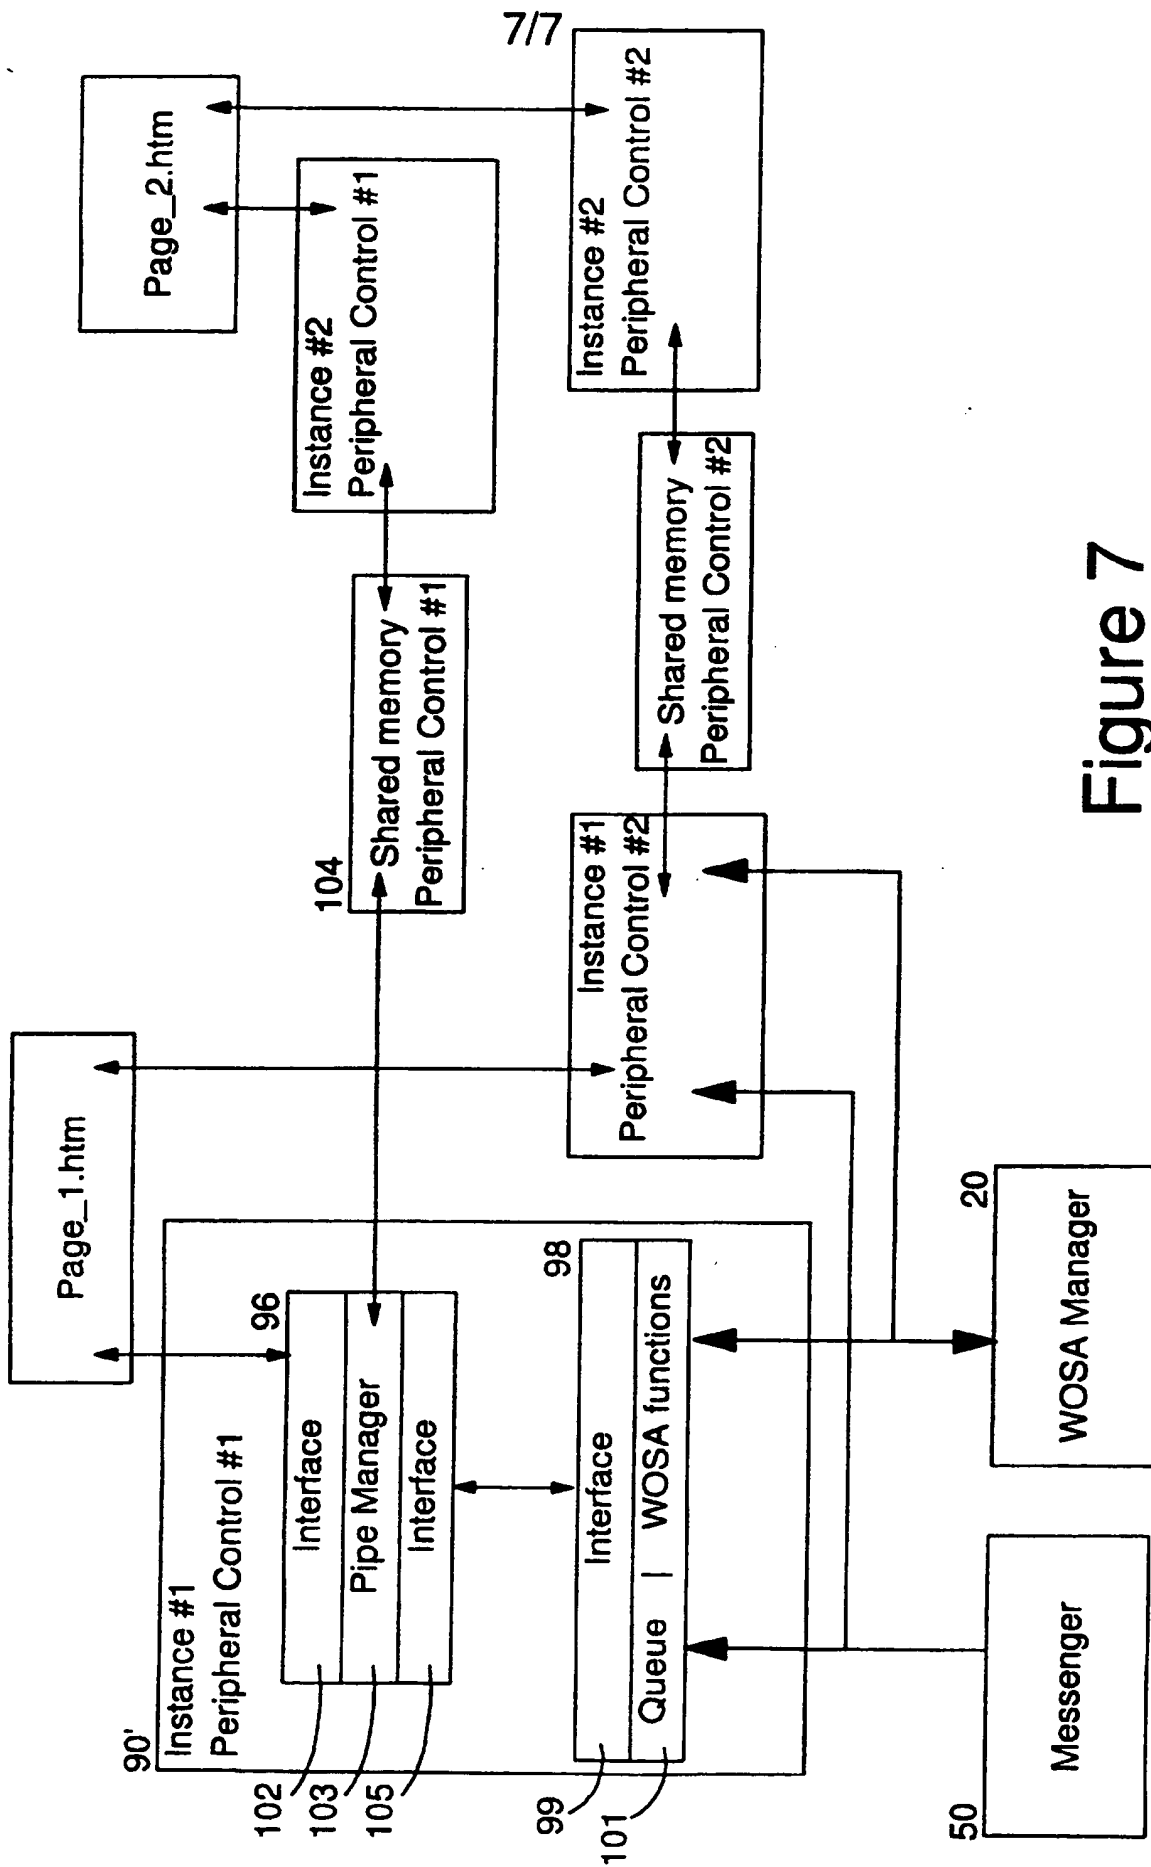 7/7
Page_1.htm
Page_2.htm
90'
Instance #1
Peripheral Control #1
96
Interface
Pipe Manager
Interface
102
103
105
104
Shared memory
Peripheral Control #1
Instance #2
Peripheral Control #1
98
Interface
Queue | WOSA functions
99
101
Instance #1
Peripheral Control #2
Shared memory
Peripheral Control #2
Instance #2
Peripheral Control #2
50
Messenger
20
WOSA Manager
Figure 7